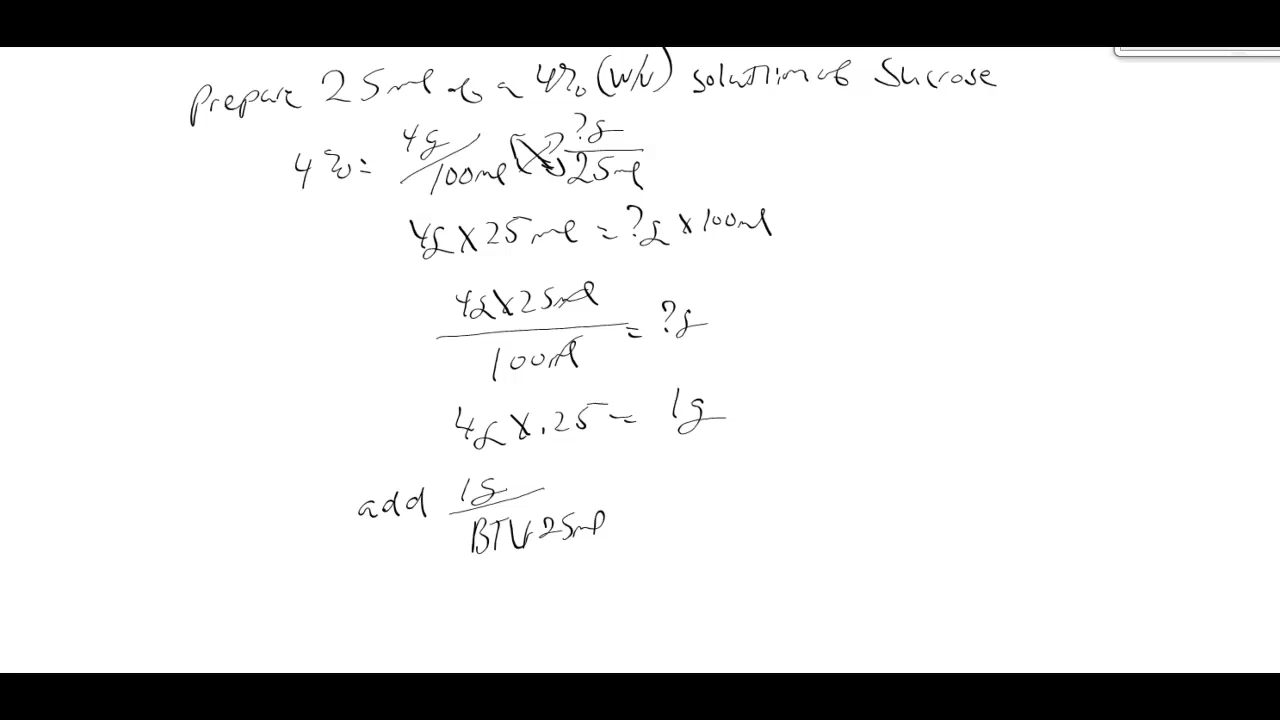 Prepare 25ml of a 4% (W/V) solution of Sucrose
4% = 4g/100ml ?g/25ml
4g x 25ml = ?g x 100ml
4g x 25ml/100ml = ?g
4g x .25 = 1g
add 1g/BTV 25ml